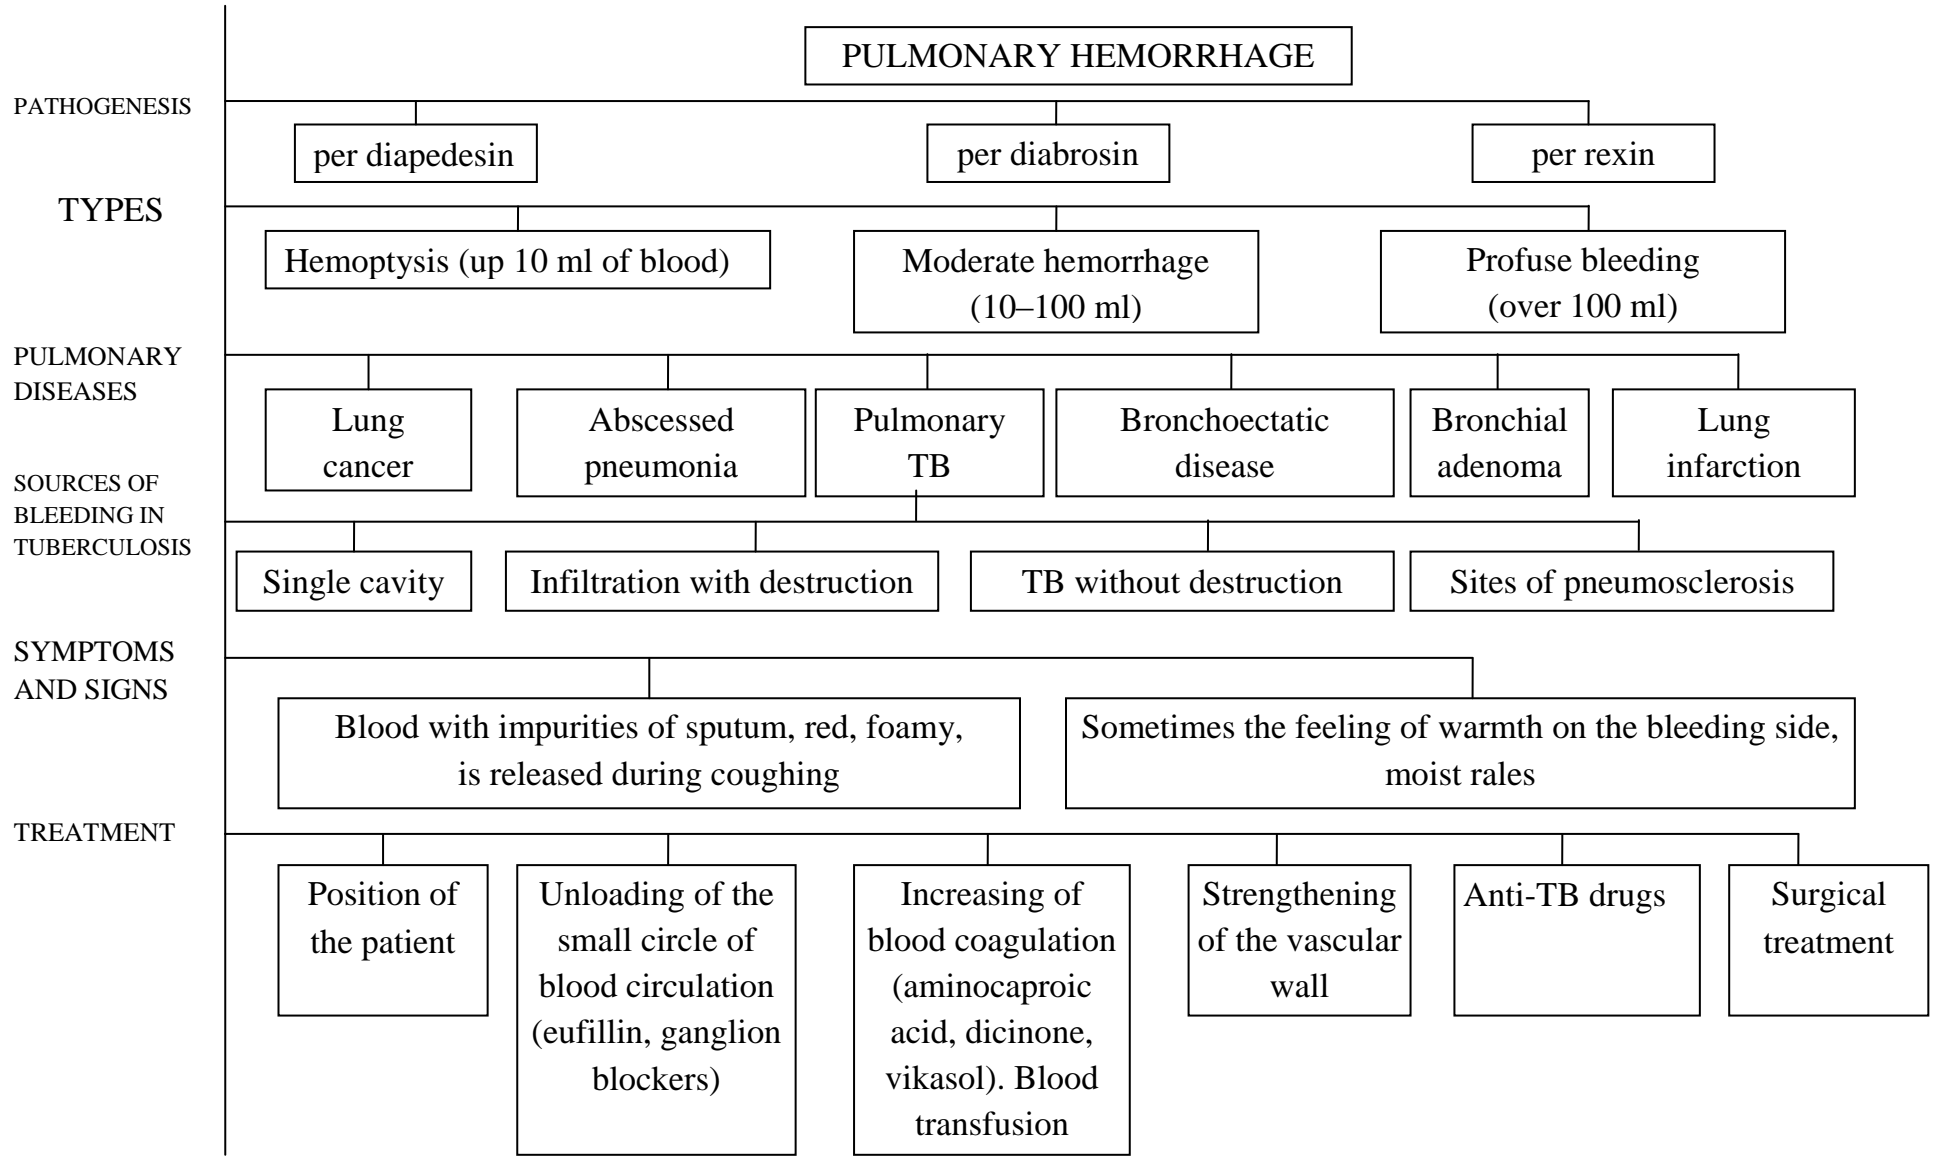 PULMONARY HEMORRHAGE
PATHOGENESIS
per diapedesin
per diabrosin
per rexin
TYPES
Hemoptysis (up 10 ml of blood)
Moderate hemorrhage
(10–100 ml)
Profuse bleeding
(over 100 ml)
PULMONARY
DISEASES
Lung
cancer
Abscessed
pneumonia
Pulmonary
TB
Bronchoectatic
disease
Bronchial
adenoma
Lung
infarction
SOURCES OF
BLEEDING IN
TUBERCULOSIS
Single cavity
Infiltration with destruction
TB without destruction
Sites of pneumosclerosis
SYMPTOMS
AND SIGNS
Blood with impurities of sputum, red, foamy,
is released during coughing
Sometimes the feeling of warmth on the bleeding side,
moist rales
TREATMENT
Position of
the patient
Unloading of the
small circle of
blood circulation
(eufillin, ganglion
blockers)
Increasing of
blood coagulation
(aminocaproic
acid, dicinone,
vikasol). Blood
transfusion
Strengthening
of the vascular
wall
Anti-TB drugs
Surgical
treatment